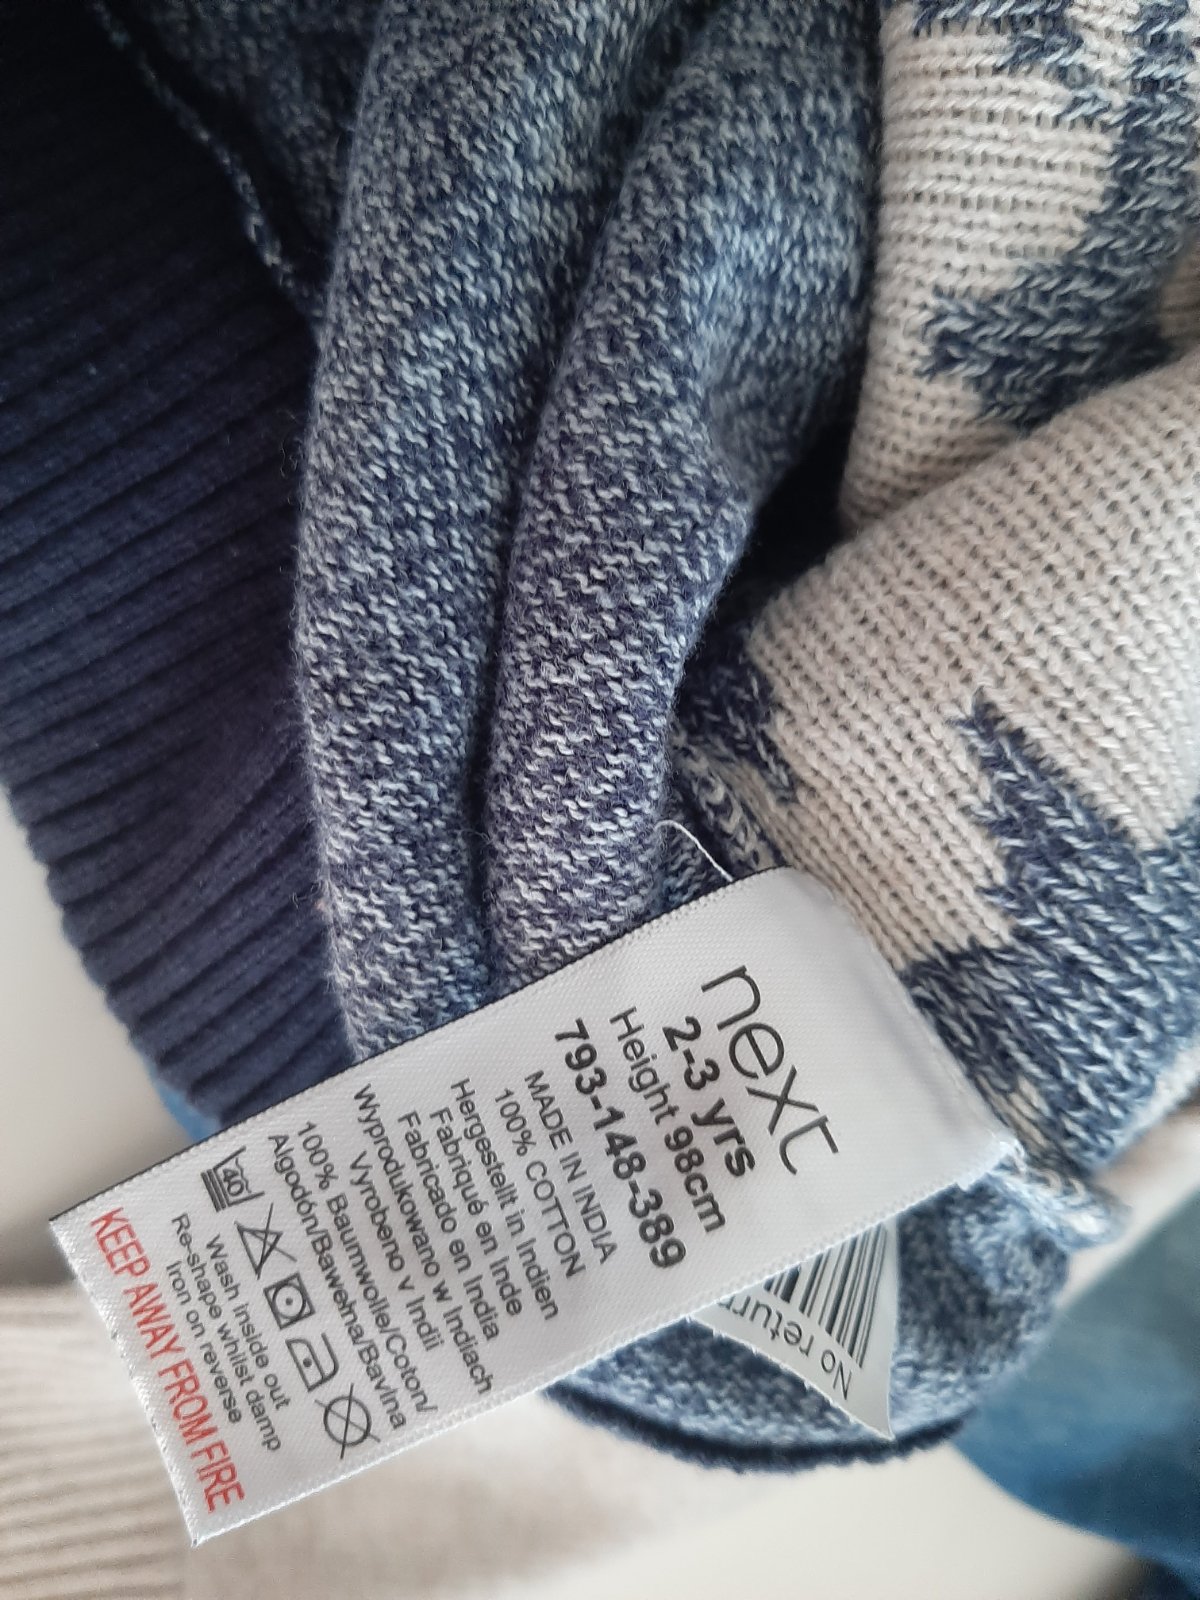 next
2-3 yrs
Height 98cm
793-148-389
MADE IN INDIA
100% COTTON
Hergestellt in Indien
Fabriqué en Inde
Fabricado en India
Wyprodukowano w Indiach
Vyrobeno v Indii
100% Baumwolle/Coton/
Algodón/Bawełna/Bavlna
40
Wash inside out
Re-shape whilst damp
Iron on reverse
KEEP AWAY FROM FIRE
No return